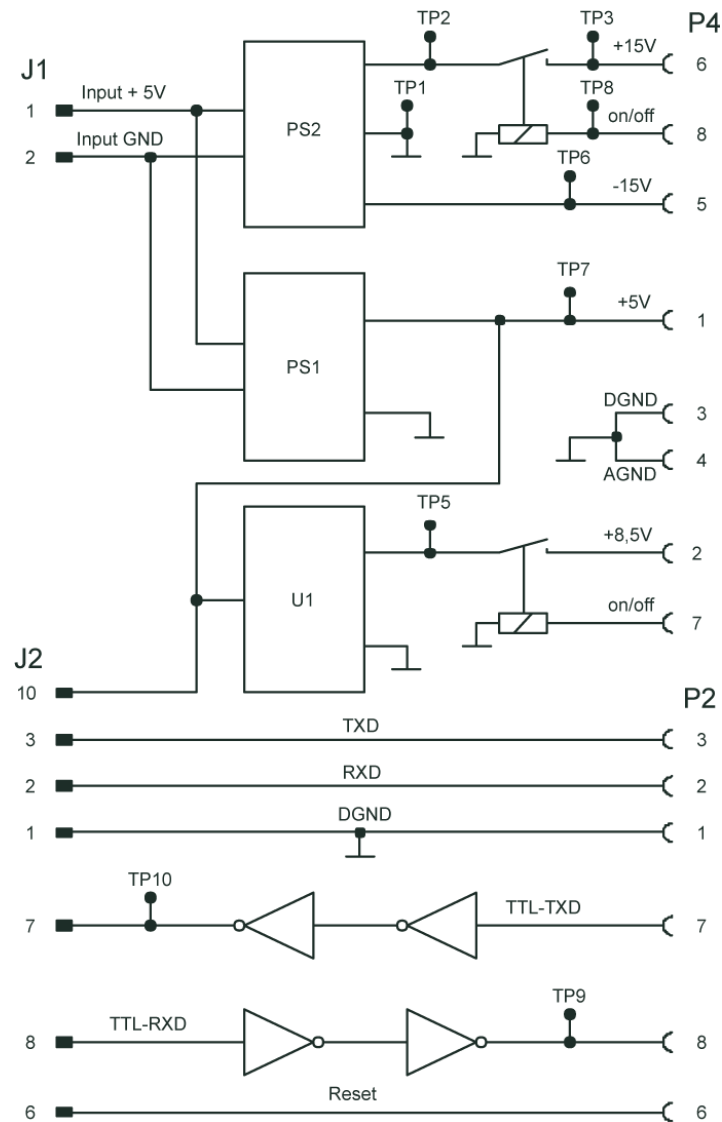 TP2 TP3 P4
J1 +15V
6
Input + 5V TP1 TP8
1 PS2 on/off
8
Input GND
2 TP6
-15V
5
TP7
+5V
1
PS1
DGND 3
4
AGND
TP5
+8,5V
2
U1
on/off
7
J2
10 P2
3 TXD 3
2 RXD 2
DGND
1 1
TP10
TTL-TXD
7 7
TP9
TTL-RXD
8 8
Reset
6 6